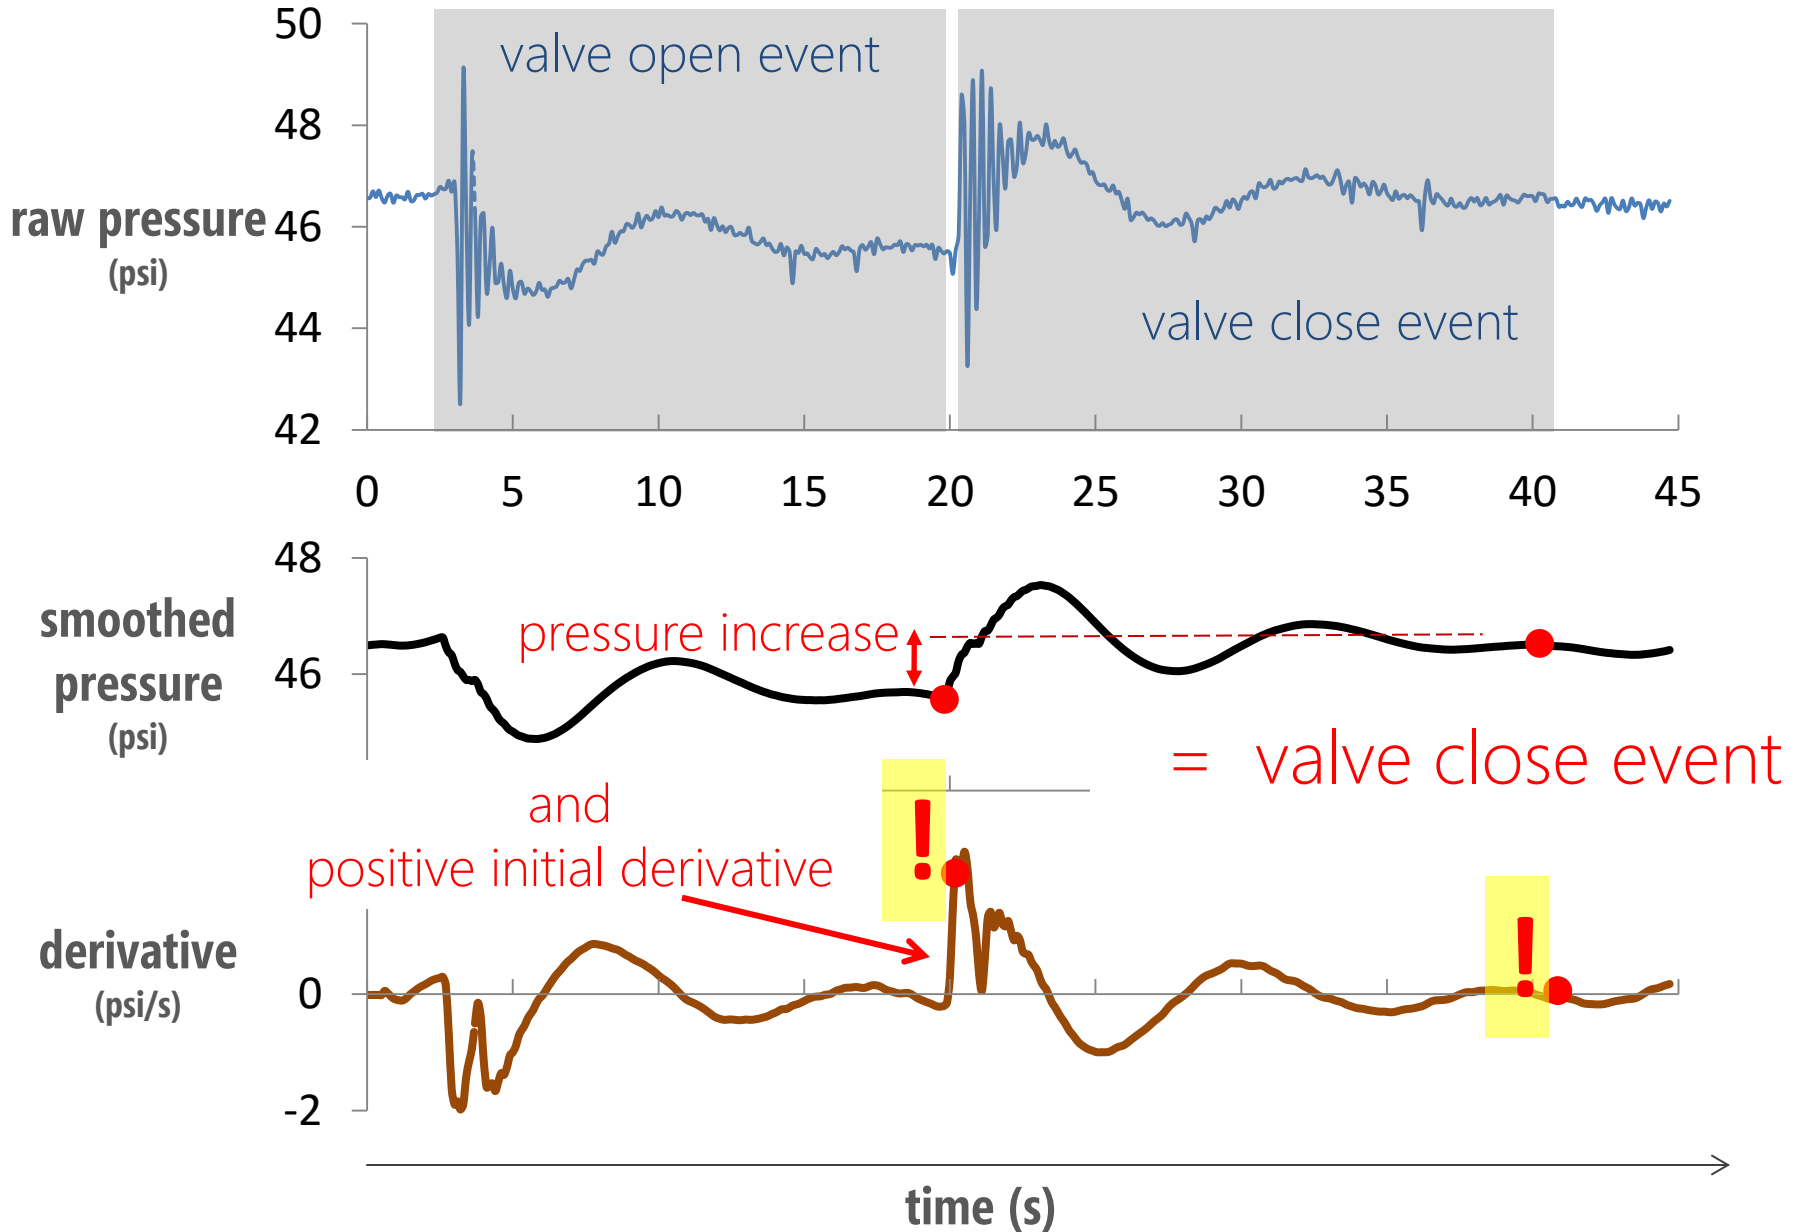 50
valve open event
48
raw pressure
46
(psi)
44
valve close event
42
0 5 10 15 20 25 30 35 40 45
48
smoothed
pressure increase
pressure
46
(psi)
= valve close event
and
!
positive initial derivative
!
derivative
0
(psi/s)
-2
time (s)